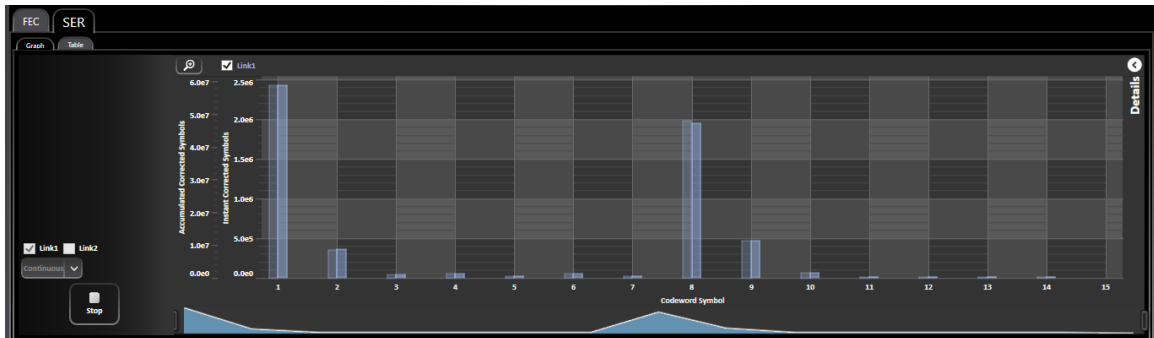 FEC SER
Graph Table
Link1
Details
6.0e7 2.5e6
5.0e7 2.0e6
4.0e7 1.5e6
3.0e7 1.0e6
2.0e7 5.0e5
1.0e7
0.0e0 0.0e0
Accumulated Corrected Symbols
Instant Corrected Symbols
1 2 3 4 5 6 7 8 9 10 11 12 13 14 15
Codeword Symbol
Link1 Link2
Continuous
Stop